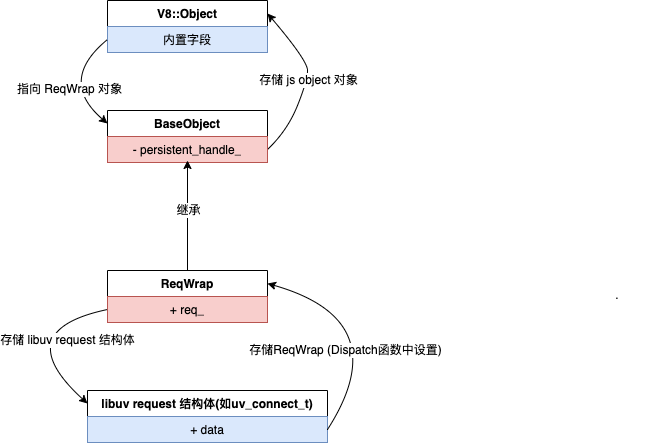 V8::Object
内置字段
指向 ReqWrap 对象
存储 js object 对象
BaseObject
- persistent_handle_
继承
ReqWrap
+ req_
存储 libuv request 结构体
存储ReqWrap (Dispatch函数中设置)
libuv request 结构体(如uv_connect_t)
+ data
.